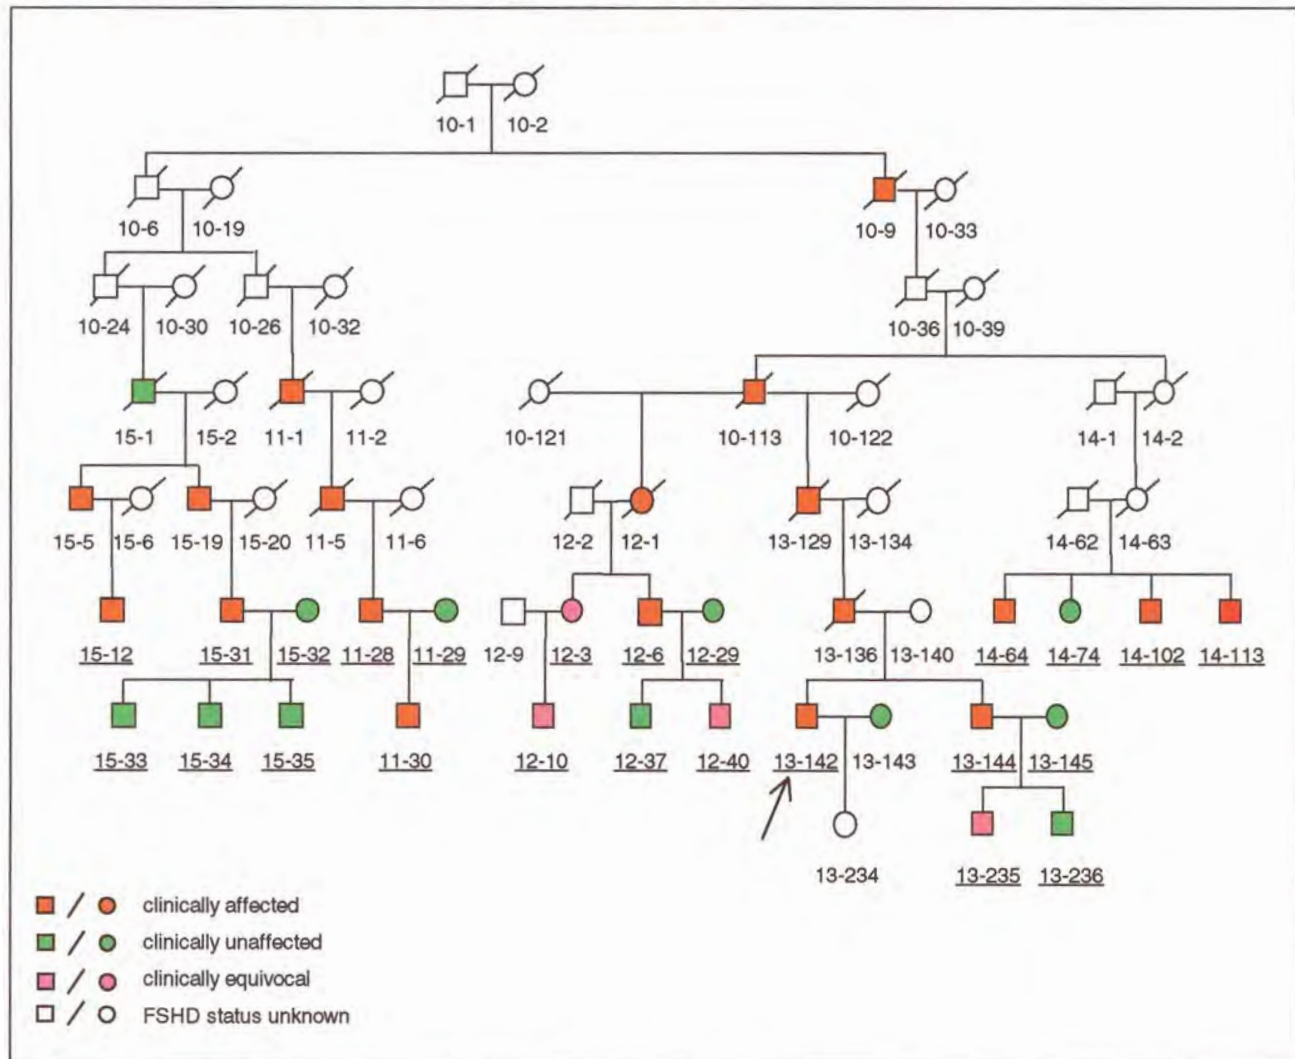 10-1 10-2
10-6 10-19 10-9 10-33
10-24 10-30 10-26 10-32 10-36 10-39
15-1 15-2 11-1 11-2 10-121 10-113 10-122 14-1 14-2
15-5 15-6 15-19 15-20 11-5 11-6 12-2 12-1 13-129 13-134 14-62 14-63
15-12 15-31 15-32 11-28 11-29 12-9 12-3 12-6 12-29 13-136 13-140 14-64 14-74 14-102 14-113
15-33 15-34 15-35 11-30 12-10 12-37 12-40 13-142 13-143 13-144 13-145
13-234 13-235 13-236
/ clinically affected
/ clinically unaffected
/ clinically equivocal
/ FSHD status unknown